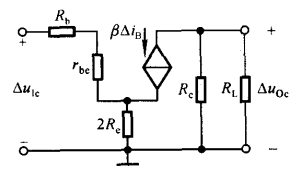 +
R_b
βΔi_B
+
r_be
Δu_Ic
2R_e
R_c
R_L
Δu_Oc
−
−